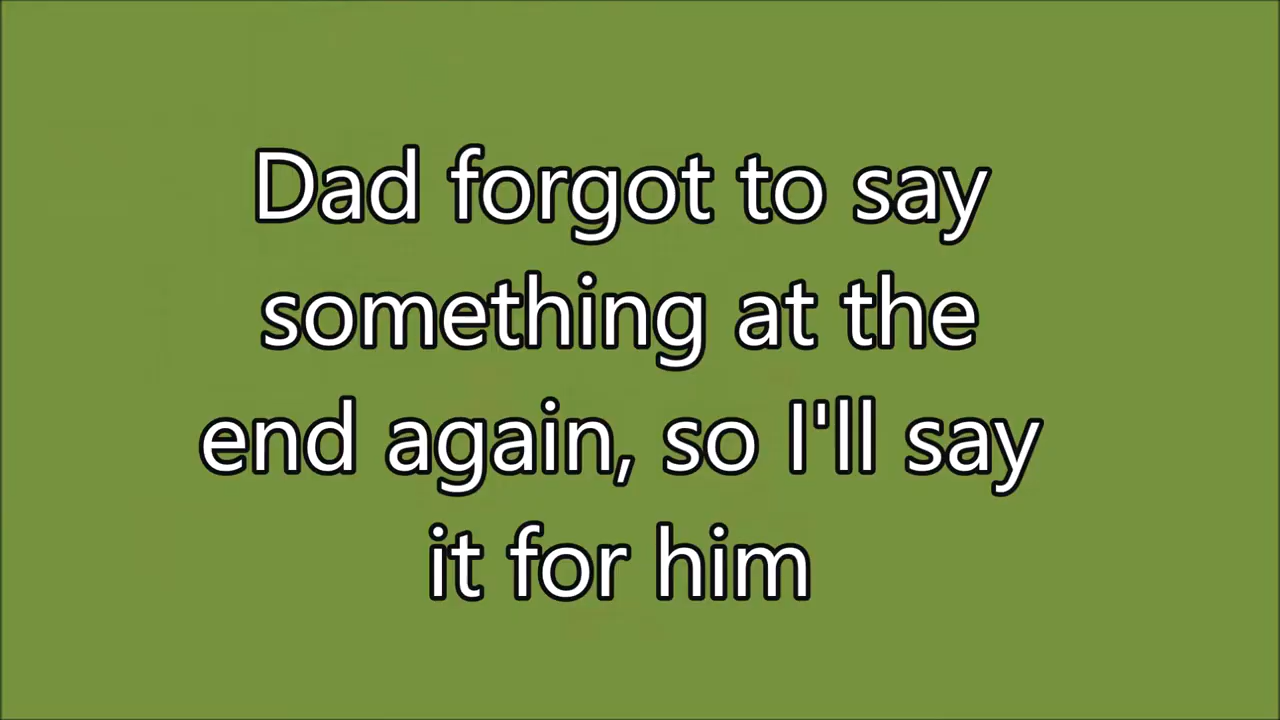 Dad forgot to say
something at the
end again, so I'll say
it for him